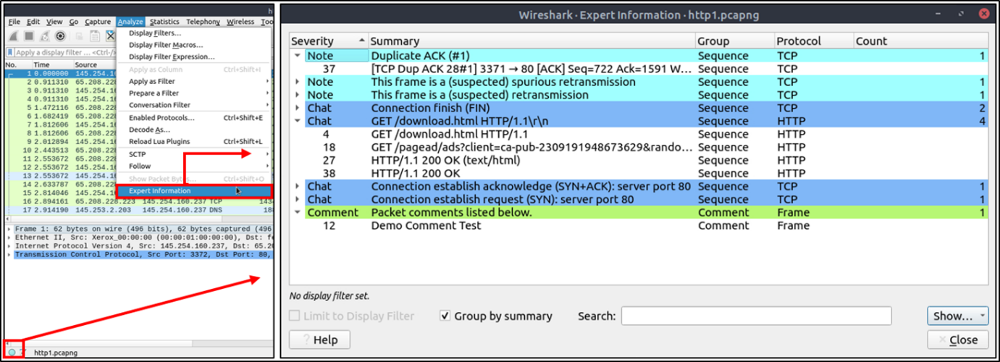 h
File Edit View Go Capture Analyze Statistics Telephony Wireless Too
Apply a display filter ... <Ctrl-/>
No. Time Source
1 0.000000 145.254.16
2 0.911310 65.208.228
3 0.911310 145.254.16
4 0.911310 145.254.16
5 1.472116 65.208.228
6 1.682419 65.208.228
7 1.812606 145.254.16
8 1.812606 65.208.228
9 2.012894 145.254.16
10 2.443513 65.208.228
11 2.553672 65.208.228
12 2.553672 145.254.16
13 2.553672 145.254.16
14 2.633787 65.208.228
15 2.814046 145.254.16
16 2.894161 65.208.228.223 145.254.160.237 TCP 1434
17 2.914190 145.253.2.203 145.254.160.237 DNS 188
Display Filters...
Display Filter Macros...
Display Filter Expression...
Apply as Column Ctrl+Shift+I
Apply as Filter
Prepare a Filter
Conversation Filter
Enabled Protocols... Ctrl+Shift+E
Decode As...
Reload Lua Plugins Ctrl+Shift+L
SCTP
Follow
Show Packet Bytes... Ctrl+Shift+O
Expert Information
Frame 1: 62 bytes on wire (496 bits), 62 bytes captured (496
Ethernet II, Src: Xerox_00:00:00 (00:00:01:00:00:00), Dst: fe
Internet Protocol Version 4, Src: 145.254.160.237, Dst: 65.20
Transmission Control Protocol, Src Port: 3372, Dst Port: 80,
http1.pcapng
Wireshark · Expert Information · http1.pcapng
Severity Summary Group Protocol Count
Note Duplicate ACK (#1) Sequence TCP 1
37 [TCP Dup ACK 28#1] 3371 → 80 [ACK] Seq=722 Ack=1591 W... Sequence TCP
Note This frame is a (suspected) spurious retransmission Sequence TCP 1
Note This frame is a (suspected) retransmission Sequence TCP 1
Chat Connection finish (FIN) Sequence TCP 2
Chat GET /download.html HTTP/1.1\r\n Sequence HTTP 4
4 GET /download.html HTTP/1.1 Sequence HTTP
18 GET /pagead/ads?client=ca-pub-2309191948673629&rando... Sequence HTTP
27 HTTP/1.1 200 OK (text/html) Sequence HTTP
38 HTTP/1.1 200 OK Sequence HTTP
Chat Connection establish acknowledge (SYN+ACK): server port 80 Sequence TCP 1
Chat Connection establish request (SYN): server port 80 Sequence TCP 1
Comment Packet comments listed below. Comment Frame 1
12 Demo Comment Test Comment Frame
No display filter set.
Limit to Display Filter Group by summary Search: Show...
Help Close